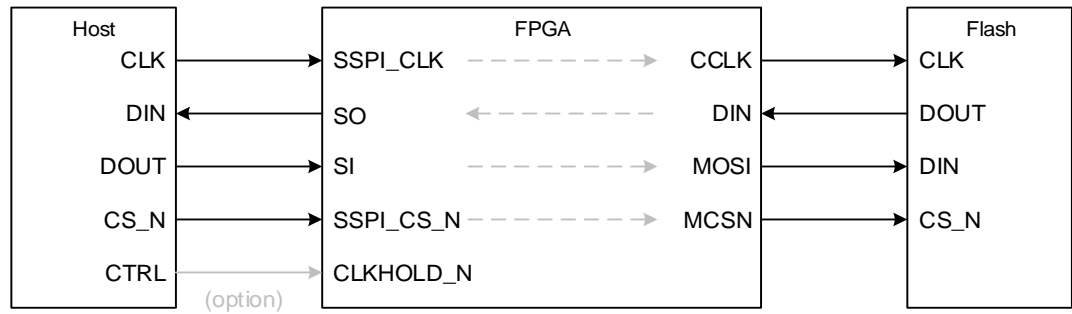 Host FPGA Flash
CLK SSPI_CLK CCLK CLK
DIN SO DIN DOUT
DOUT SI MOSI DIN
CS_N SSPI_CS_N MCSN CS_N
CTRL CLKHOLD_N
(option)